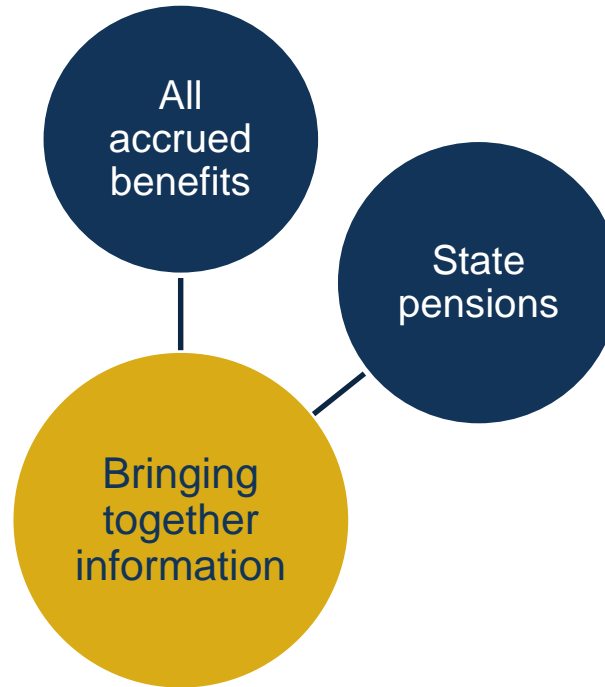 All
accrued
benefits
State
pensions
Bringing
together
information